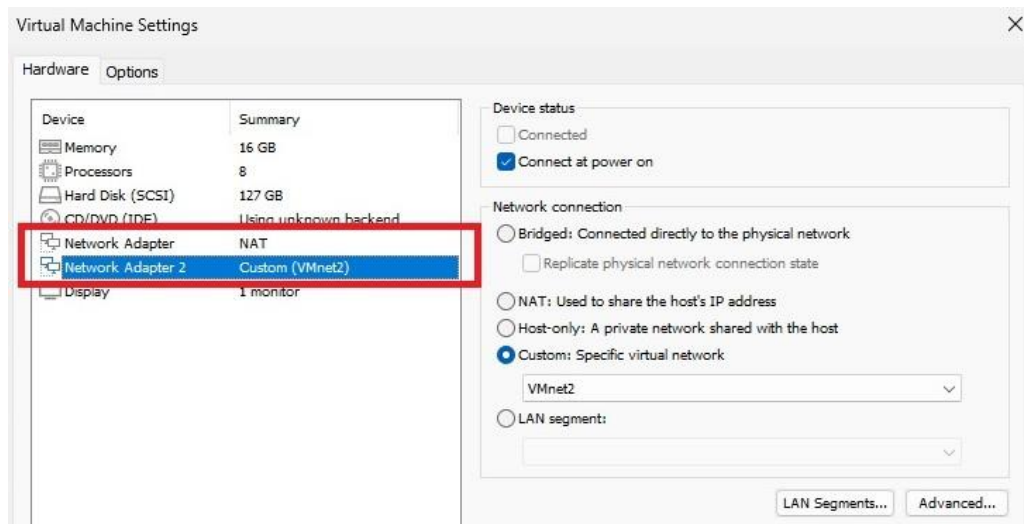 Virtual Machine Settings
Hardware Options
Device Summary
Memory 16 GB
Processors 8
Hard Disk (SCSI) 127 GB
CD/DVD (IDE) Using unknown backend
Network Adapter NAT
Network Adapter 2 Custom (VMnet2)
Display 1 monitor
Device status
Connected
Connect at power on
Network connection
Bridged: Connected directly to the physical network
Replicate physical network connection state
NAT: Used to share the host's IP address
Host-only: A private network shared with the host
Custom: Specific virtual network
VMnet2
LAN segment:
LAN Segments... Advanced...